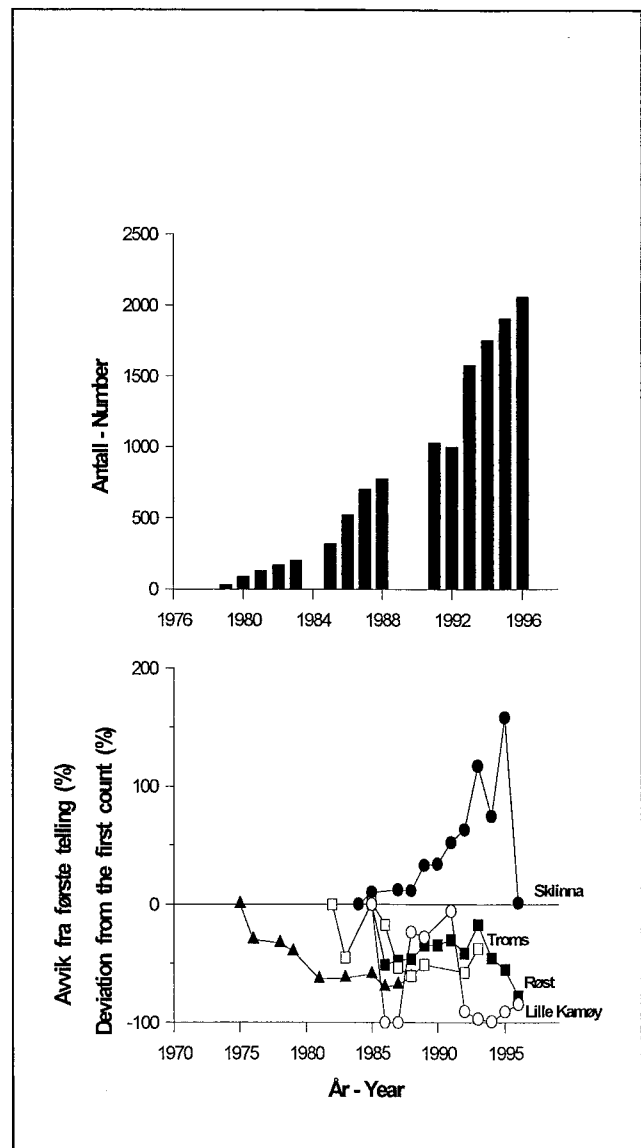 2500
2000
1500
1000
500
0
Antall - Number
1976 1980 1984 1988 1992 1996
200
100
0
-100
Avvik fra første telling (%)
Deviation from the first count (%)
Sklinna
Troms
Røst
Lille Kamøy
1970 1975 1980 1985 1990 1995
År - Year